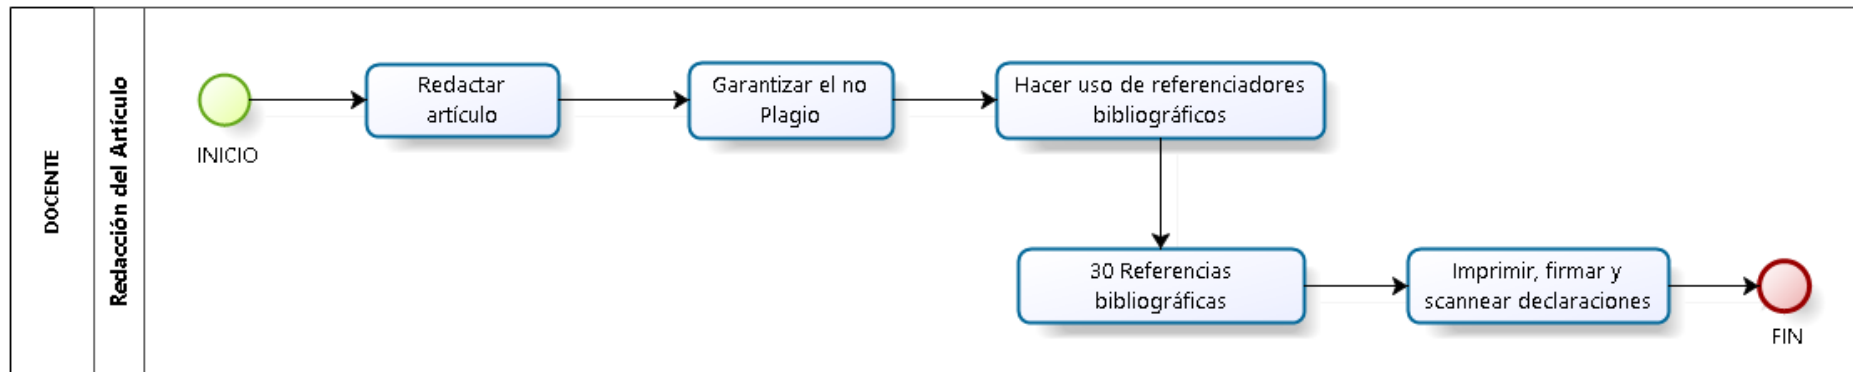 DOCENTE
Redacción del Artículo
INICIO
Redactar
artículo
Garantizar el no
Plagio
Hacer uso de referenciadores
bibliográficos
30 Referencias
bibliográficas
Imprimir, firmar y
scannear declaraciones
FIN